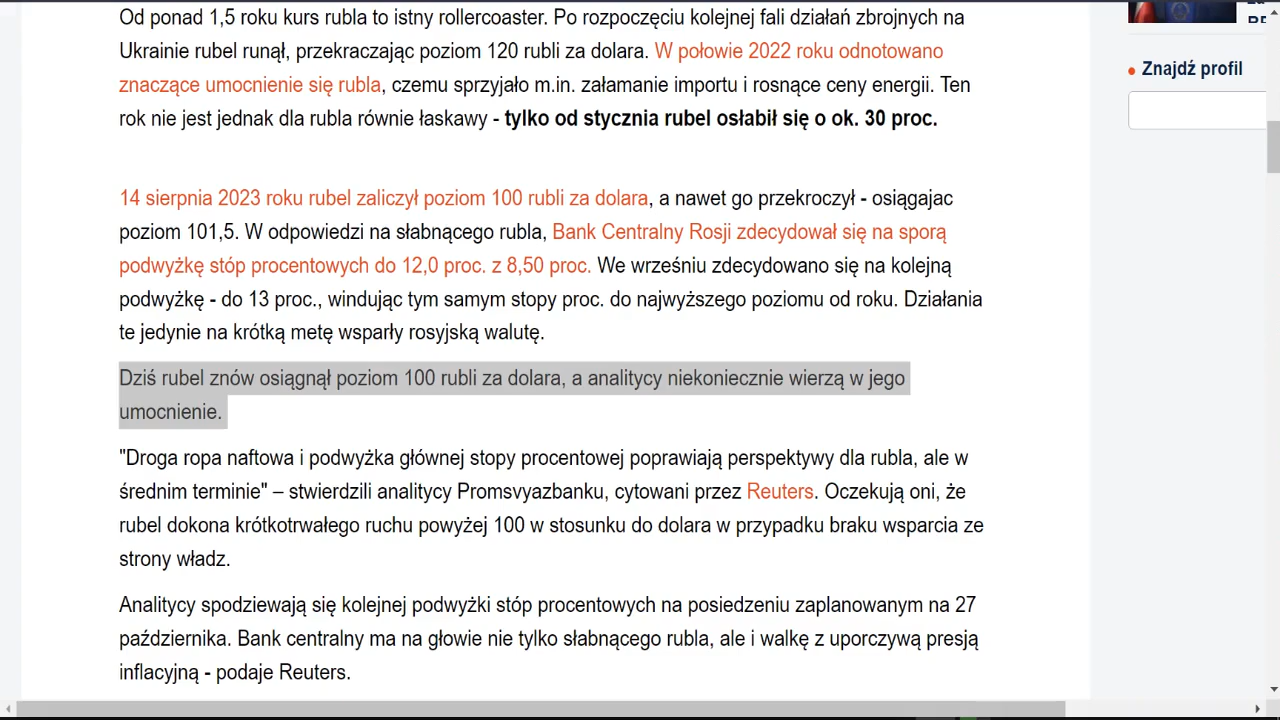 Od ponad 1,5 roku kurs rubla to istny rollercoaster. Po rozpoczęciu kolejnej fali działań zbrojnych na
Ukrainie rubel runął, przekraczając poziom 120 rubli za dolara. W połowie 2022 roku odnotowano
znaczące umocnienie się rubla, czemu sprzyjało m.in. załamanie importu i rosnące ceny energii. Ten
rok nie jest jednak dla rubla równie łaskawy - tylko od stycznia rubel osłabił się o ok. 30 proc.
14 sierpnia 2023 roku rubel zaliczył poziom 100 rubli za dolara, a nawet go przekroczył - osiągajac
poziom 101,5. W odpowiedzi na słabnącego rubla, Bank Centralny Rosji zdecydował się na sporą
podwyżkę stóp procentowych do 12,0 proc. z 8,50 proc. We wrześniu zdecydowano się na kolejną
podwyżkę - do 13 proc., windując tym samym stopy proc. do najwyższego poziomu od roku. Działania
te jedynie na krótką metę wsparły rosyjską walutę.
Dziś rubel znów osiągnął poziom 100 rubli za dolara, a analitycy niekoniecznie wierzą w jego
umocnienie.
"Droga ropa naftowa i podwyżka głównej stopy procentowej poprawiają perspektywy dla rubla, ale w
średnim terminie" – stwierdzili analitycy Promsvyazbanku, cytowani przez Reuters. Oczekują oni, że
rubel dokona krótkotrwałego ruchu powyżej 100 w stosunku do dolara w przypadku braku wsparcia ze
strony władz.
Analitycy spodziewają się kolejnej podwyżki stóp procentowych na posiedzeniu zaplanowanym na 27
października. Bank centralny ma na głowie nie tylko słabnącego rubla, ale i walkę z uporczywą presją
inflacyjną - podaje Reuters.
Znajdź profil